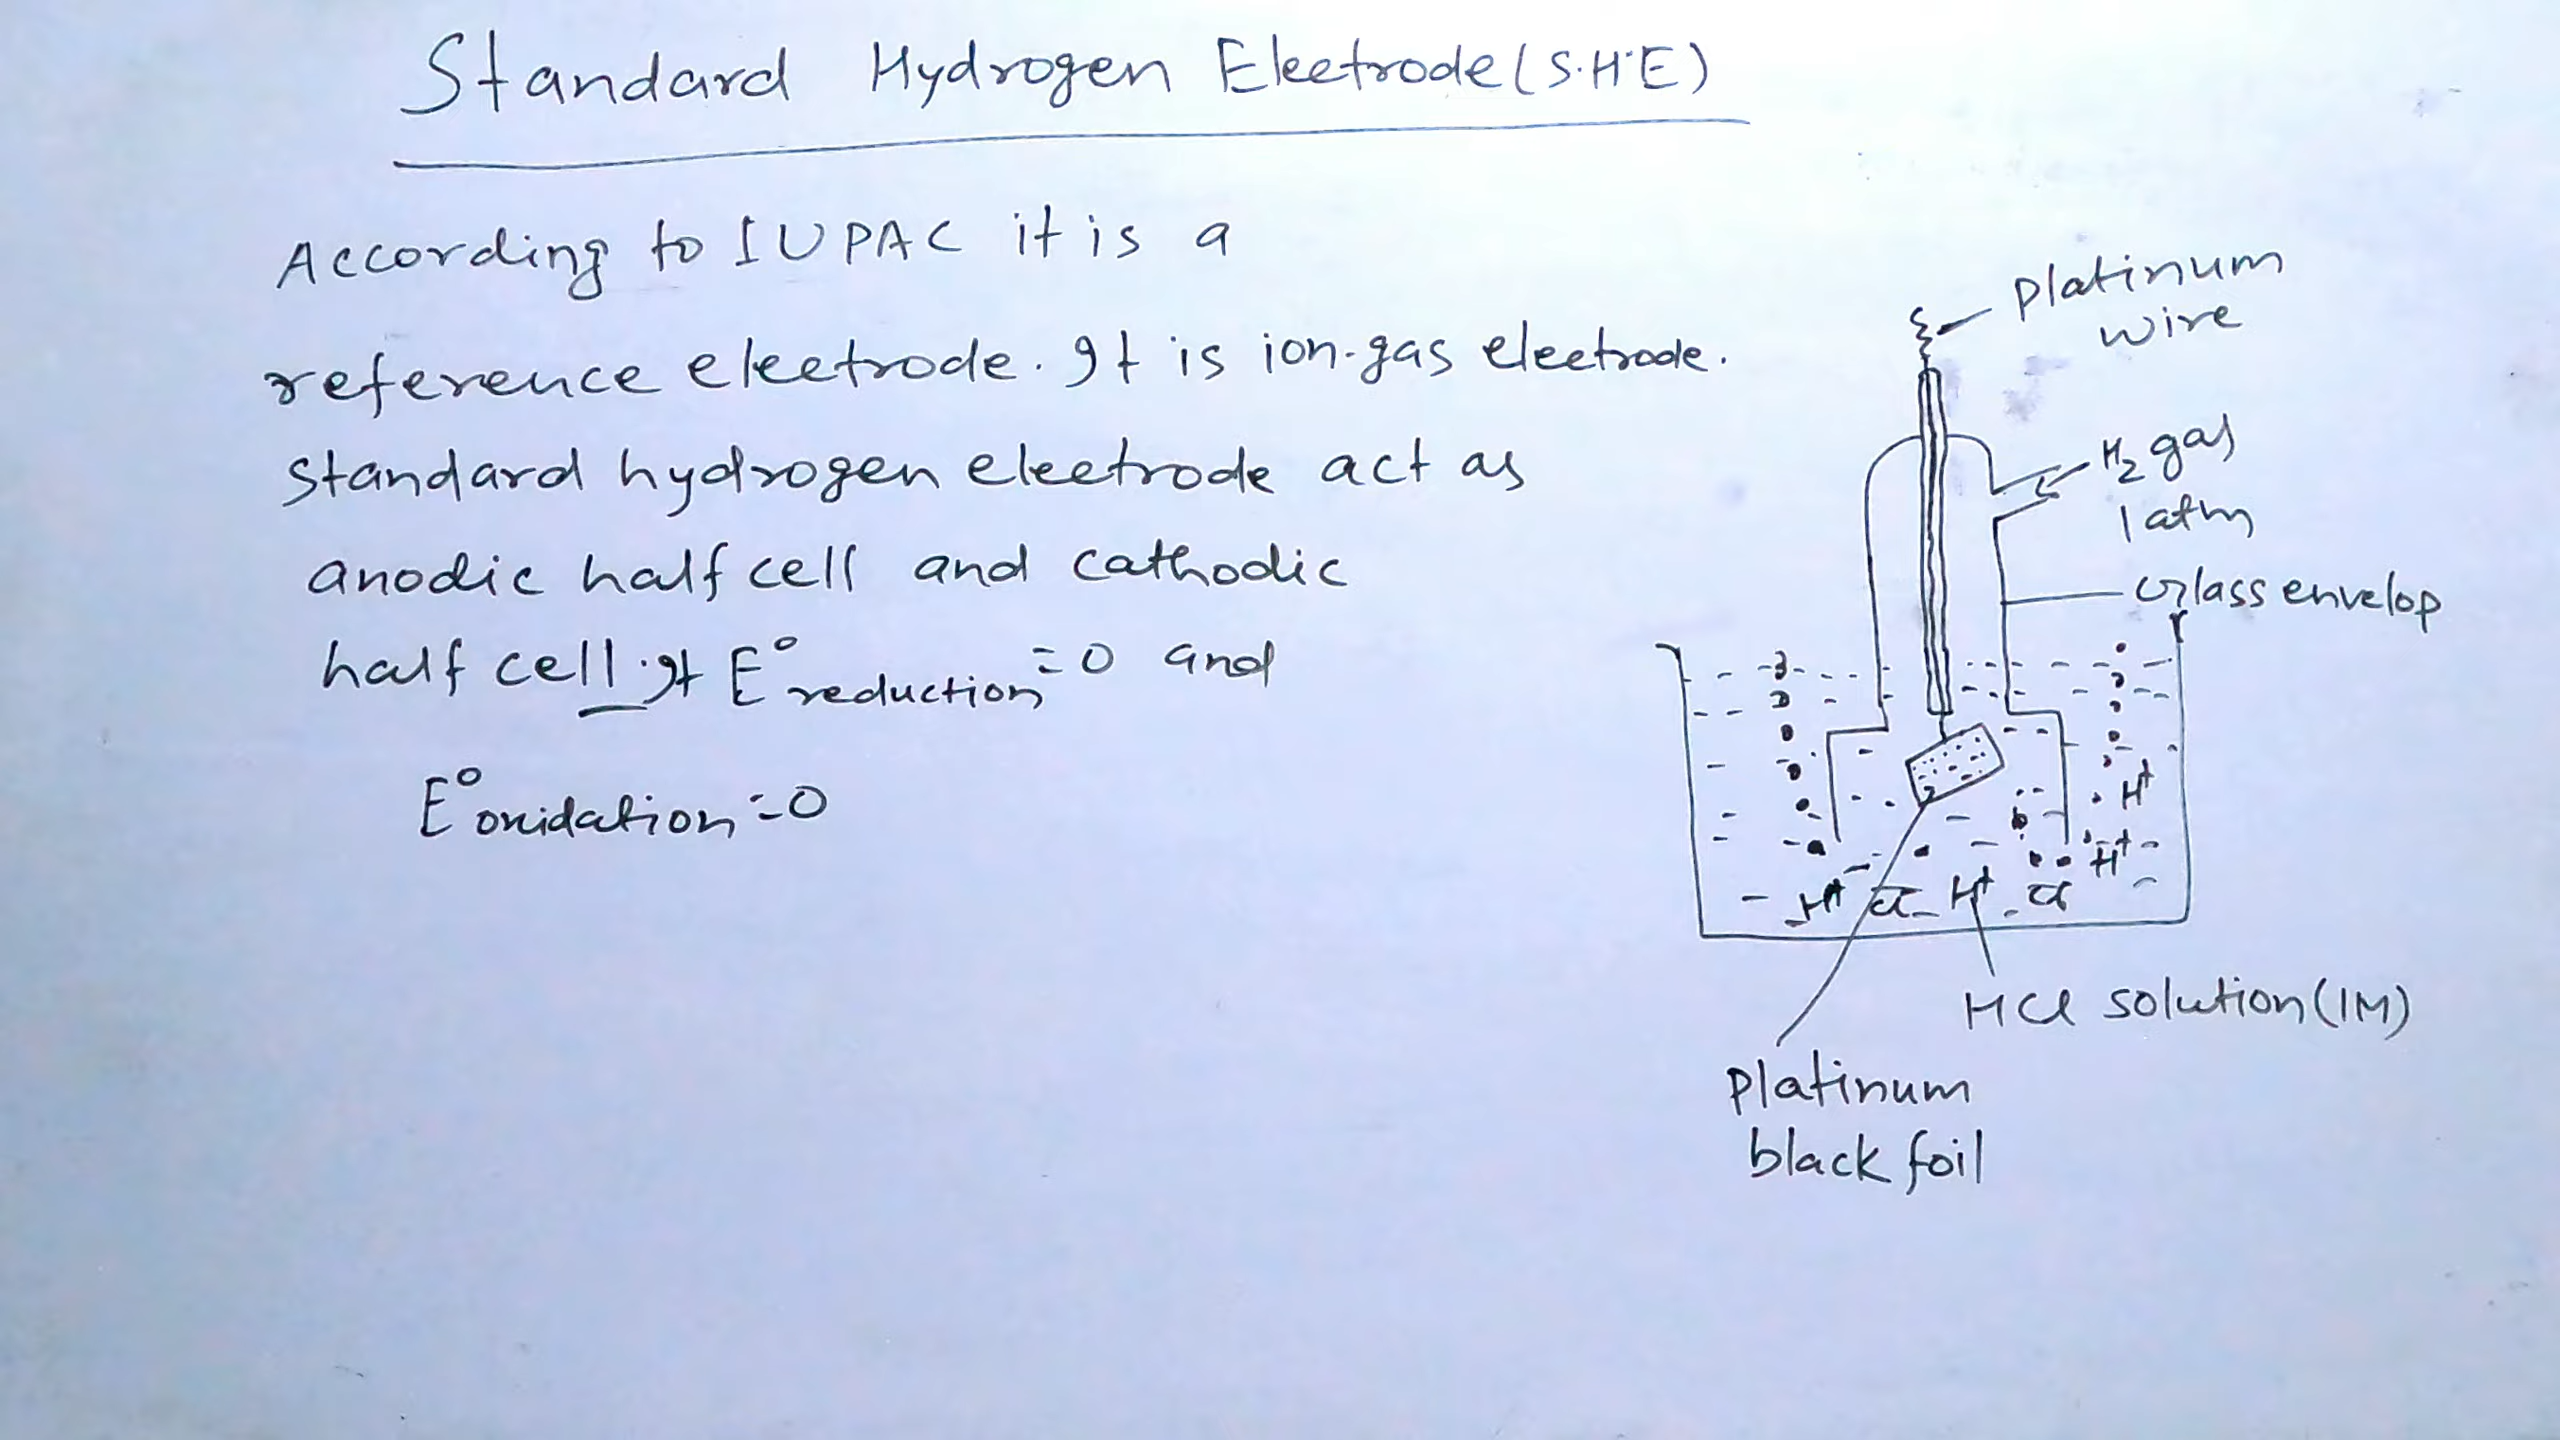 Standard Hydrogen Electrode (S.H.E)
According to IUPAC it is a
reference electrode. It is ion-gas electrode.
Standard hydrogen electrode act as
anodic half cell and cathodic
half cell. It E° reduction = 0 and
E° oxidation = 0
Platinum
wire
H2 gas
1 atm
Glass envelop
H+
H+
H+ Cl- H+ Cl-
HCl solution (1M)
Platinum
black foil